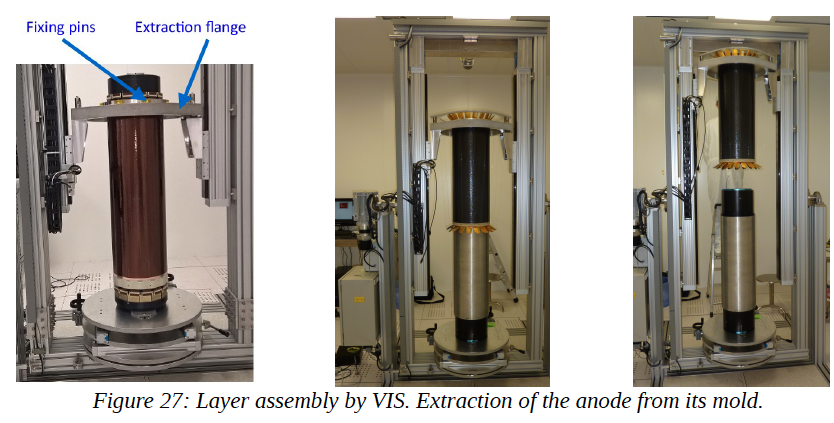 Fixing pins Extraction flange
Figure 27: Layer assembly by VIS. Extraction of the anode from its mold.